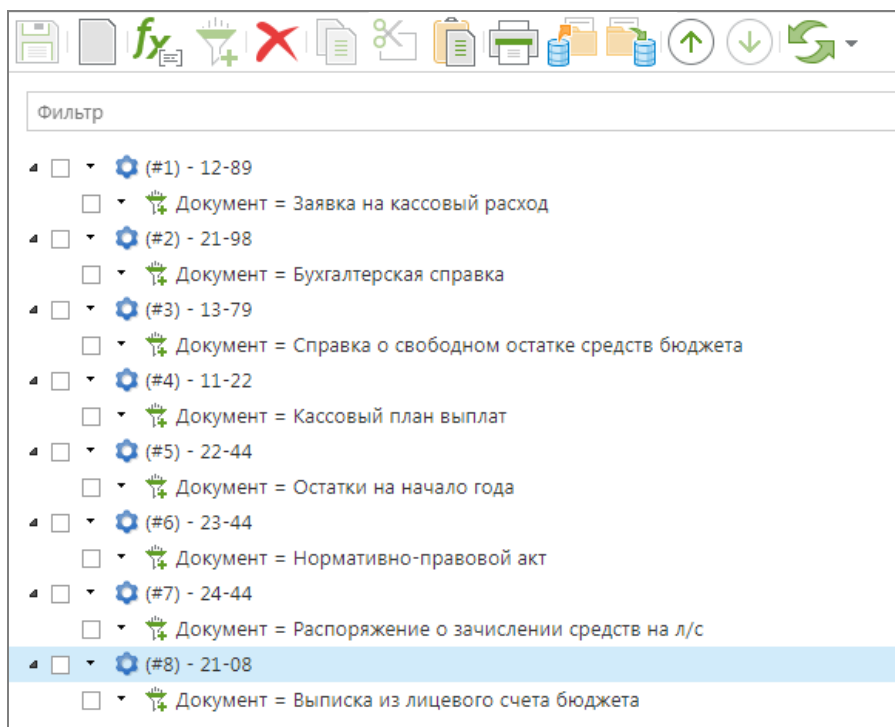 fx
Фильтр
(#1) - 12-89
Документ = Заявка на кассовый расход
(#2) - 21-98
Документ = Бухгалтерская справка
(#3) - 13-79
Документ = Справка о свободном остатке средств бюджета
(#4) - 11-22
Документ = Кассовый план выплат
(#5) - 22-44
Документ = Остатки на начало года
(#6) - 23-44
Документ = Нормативно-правовой акт
(#7) - 24-44
Документ = Распоряжение о зачислении средств на л/с
(#8) - 21-08
Документ = Выписка из лицевого счета бюджета